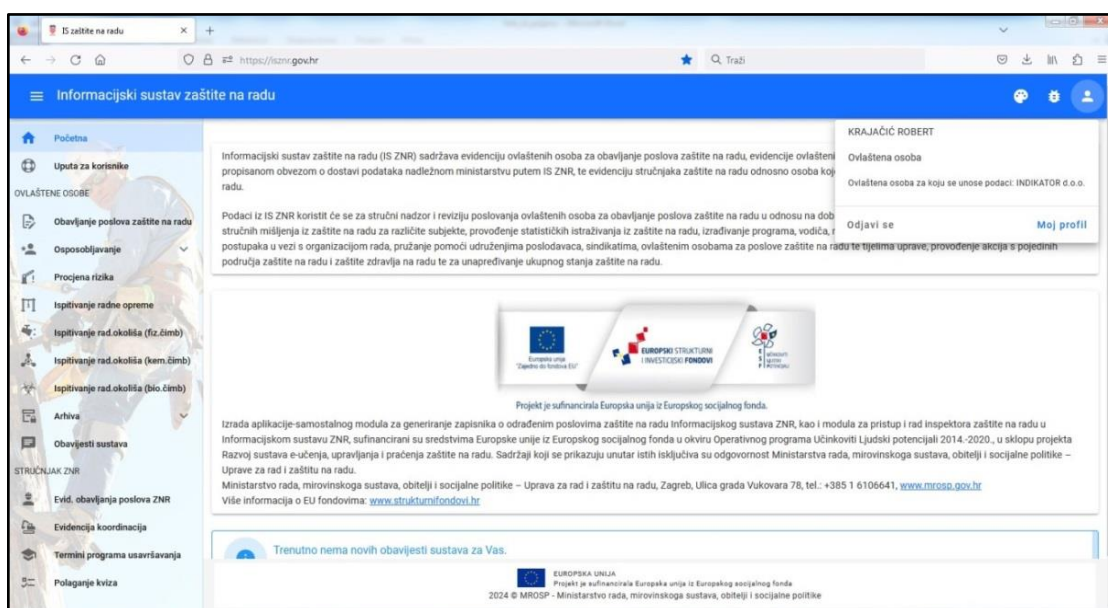 IS zaštite na radu
https://isznr.gov.hr
Traži
Informacijski sustav zaštite na radu
KRAJAČIĆ ROBERT
Ovlaštena osoba
Ovlaštena osoba za koju se unose podaci: INDIKATOR d.o.o.
Odjavi se
Moj profil
Početna
Uputa za korisnike
OVLAŠTENE OSOBE
Obavljanje poslova zaštite na radu
Osposobljavanje
Procjena rizika
Ispitivanje radne opreme
Ispitivanje rad.okoliša (fiz.čimb)
Ispitivanje rad.okoliša (kem.čimb)
Ispitivanje rad.okoliša (bio.čimb)
Arhiva
Obavijesti sustava
STRUČNJAK ZNR
Evid. obavljanja poslova ZNR
Evidencija koordinacija
Termini programa usavršavanja
Polaganje kviza
Informacijski sustav zaštite na radu (IS ZNR) sadržava evidenciju ovlaštenih osoba za obavljanje poslova zaštite na radu, evidencije ovlašteni
propisanom obvezom o dostavi podataka nadležnom ministarstvu putem IS ZNR, te evidenciju stručnjaka zaštite na radu odnosno osoba koj
radu.
Podaci iz IS ZNR koristit će se za stručni nadzor i reviziju poslovanja ovlaštenih osoba za obavljanje poslova zaštite na radu u odnosu na dob
stručnih mišljenja iz zaštite na radu za različite subjekte, provođenje statističkih istraživanja iz zaštite na radu, izrađivanje programa, vodiča,
postupaka u vezi s organizacijom rada, pružanje pomoći udruženjima poslodavaca, sindikatima, ovlaštenim osobama za poslove zaštite na radu te tijelima uprave, provođenje akcija s pojedinih
područja zaštite na radu i zaštite zdravlja na radu te za unapređivanje ukupnog stanja zaštite na radu.
Europska unija
"Zajedno do fondova EU"
EUROPSKI STRUKTURNI
I INVESTICIJSKI FONDOVI
Projekt je sufinancirala Europska unija iz Europskog socijalnog fonda.
Izrada aplikacije-samostalnog modula za generiranje zapisnika o odrađenim poslovima zaštite na radu Informacijskog sustava ZNR, kao i modula za pristup i rad inspektora zaštite na radu u
Informacijskom sustavu ZNR, sufinancirani su sredstvima Europske unije iz Europskog socijalnog fonda u okviru Operativnog programa Učinkoviti Ljudski potencijali 2014.-2020., u sklopu projekta
Razvoj sustava e-učenja, upravljanja i praćenja zaštite na radu. Sadržaji koji se prikazuju unutar istih isključiva su odgovornost Ministarstva rada, mirovinskoga sustava, obitelji i socijalne politike –
Uprave za rad i zaštitu na radu.
Ministarstvo rada, mirovinskoga sustava, obitelji i socijalne politike – Uprava za rad i zaštitu na radu, Zagreb, Ulica grada Vukovara 78, tel.: +385 1 6106641, www.mrosp.gov.hr
Više informacija o EU fondovima: www.strukturnifondovi.hr
Trenutno nema novih obavijesti sustava za Vas.
EUROPSKA UNIJA
Projekt je sufinancirala Europska unija iz Europskog socijalnog fonda
2024 © MROSP - Ministarstvo rada, mirovinskoga sustava, obitelji i socijalne politike